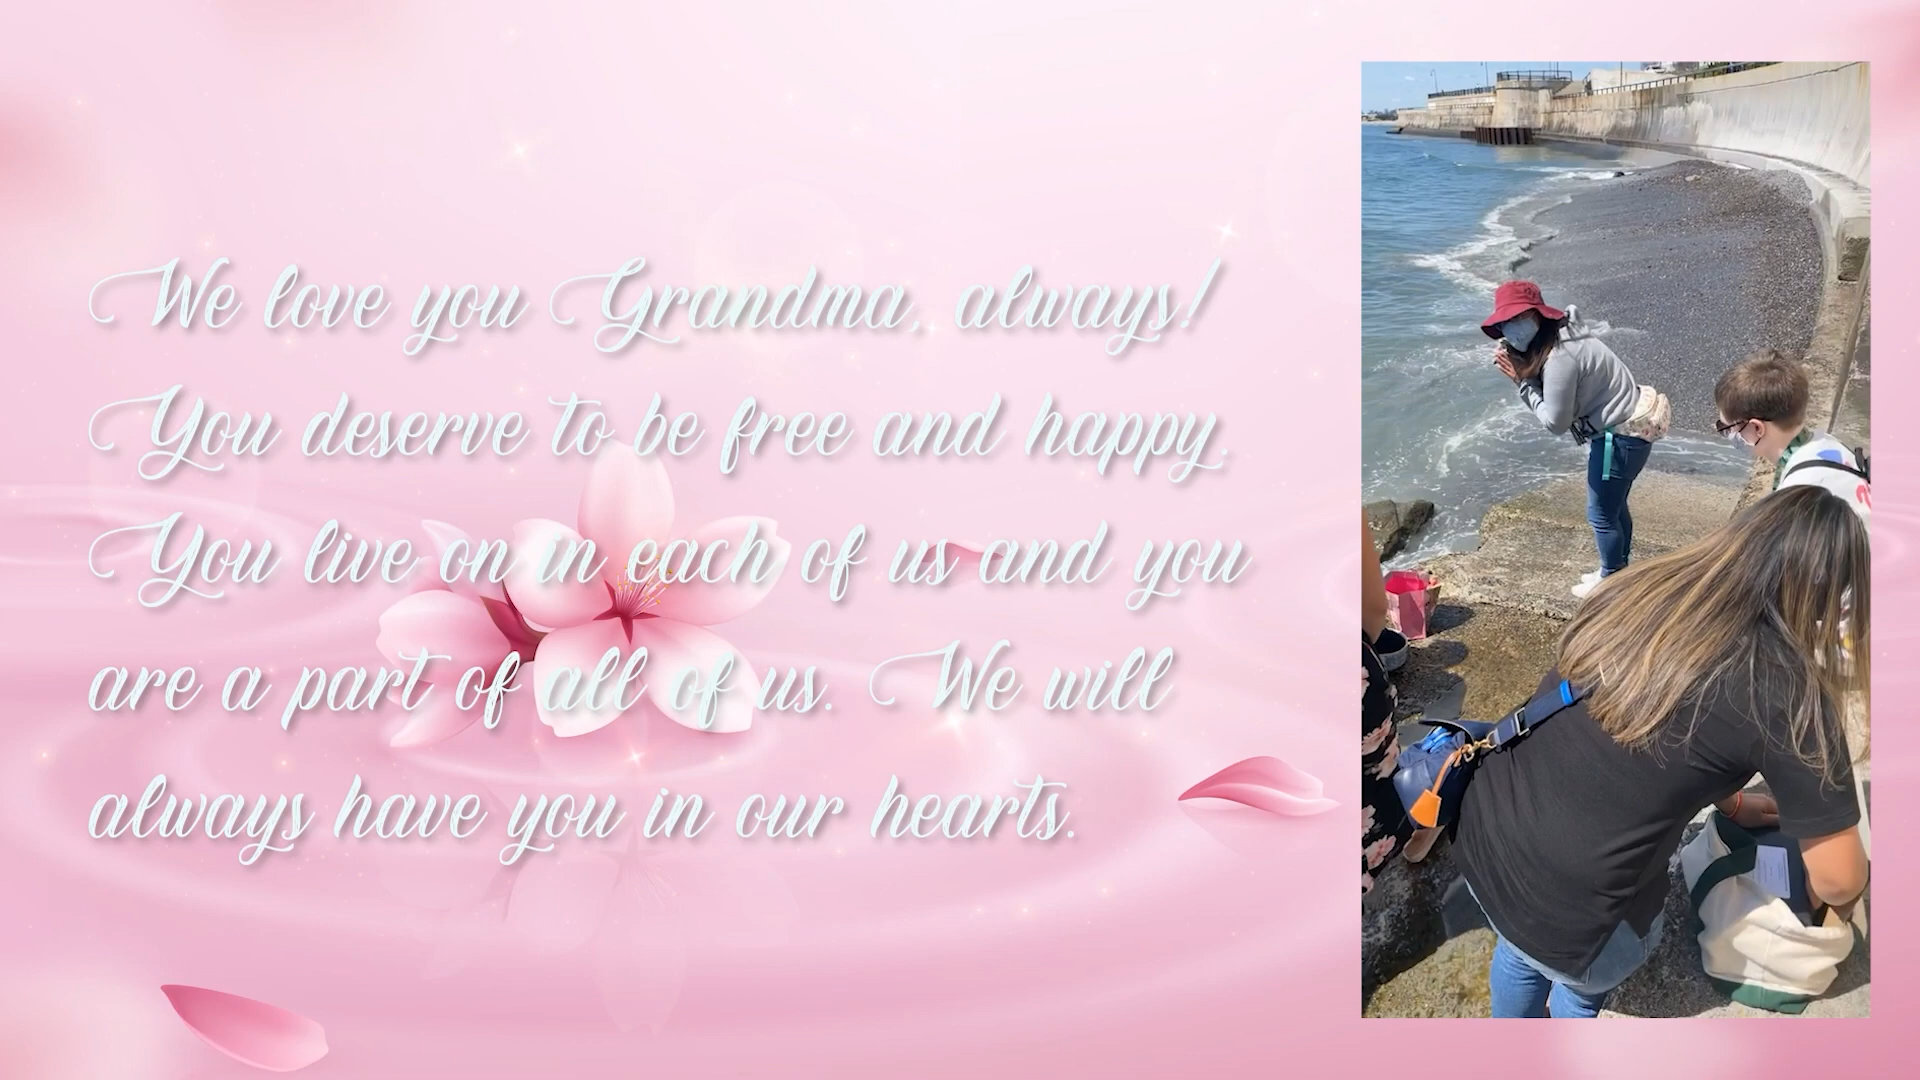 We love you Grandma, always!
You deserve to be free and happy.
You live on in each of us and you
are a part of all of us. We will
always have you in our hearts.